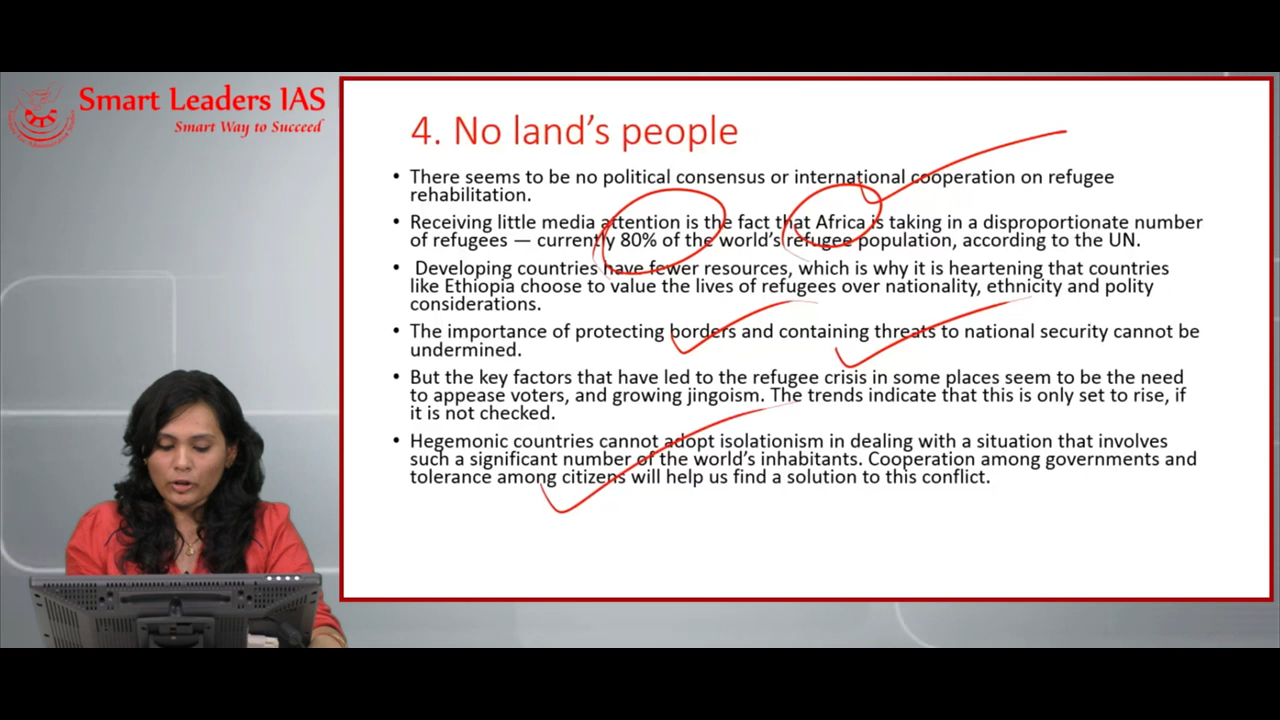 Smart Leaders IAS
Smart Way to Succeed
4. No land's people
• There seems to be no political consensus or international cooperation on refugee
rehabilitation.
• Receiving little media attention is the fact that Africa is taking in a disproportionate number
of refugees — currently 80% of the world's refugee population, according to the UN.
• Developing countries have fewer resources, which is why it is heartening that countries
like Ethiopia choose to value the lives of refugees over nationality, ethnicity and polity
considerations.
• The importance of protecting borders and containing threats to national security cannot be
undermined.
• But the key factors that have led to the refugee crisis in some places seem to be the need
to appease voters, and growing jingoism. The trends indicate that this is only set to rise, if
it is not checked.
• Hegemonic countries cannot adopt isolationism in dealing with a situation that involves
such a significant number of the world's inhabitants. Cooperation among governments and
tolerance among citizens will help us find a solution to this conflict.